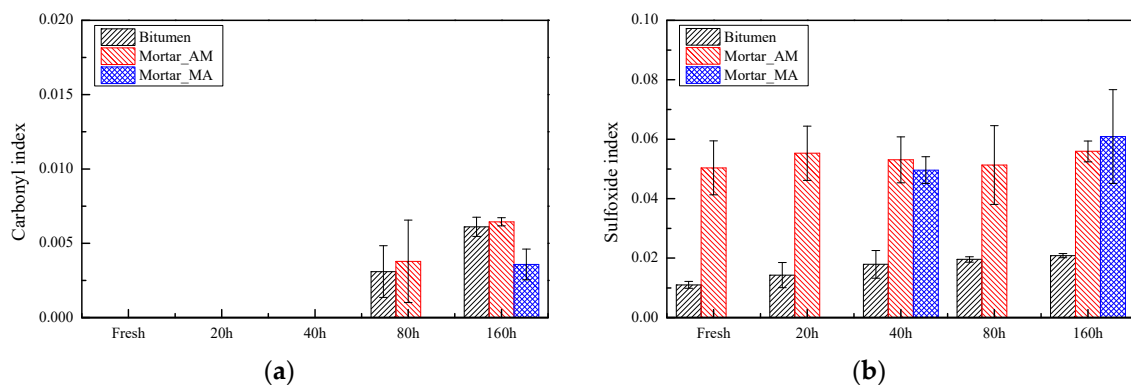 0.020
0.015
0.010
0.005
0.000
Carbonyl index
Bitumen
Mortar_AM
Mortar_MA
Fresh 20h 40h 80h 160h
(a)
0.10
0.08
0.06
0.04
0.02
0.00
Sulfoxide index
Bitumen
Mortar_AM
Mortar_MA
Fresh 20h 40h 80h 160h
(b)